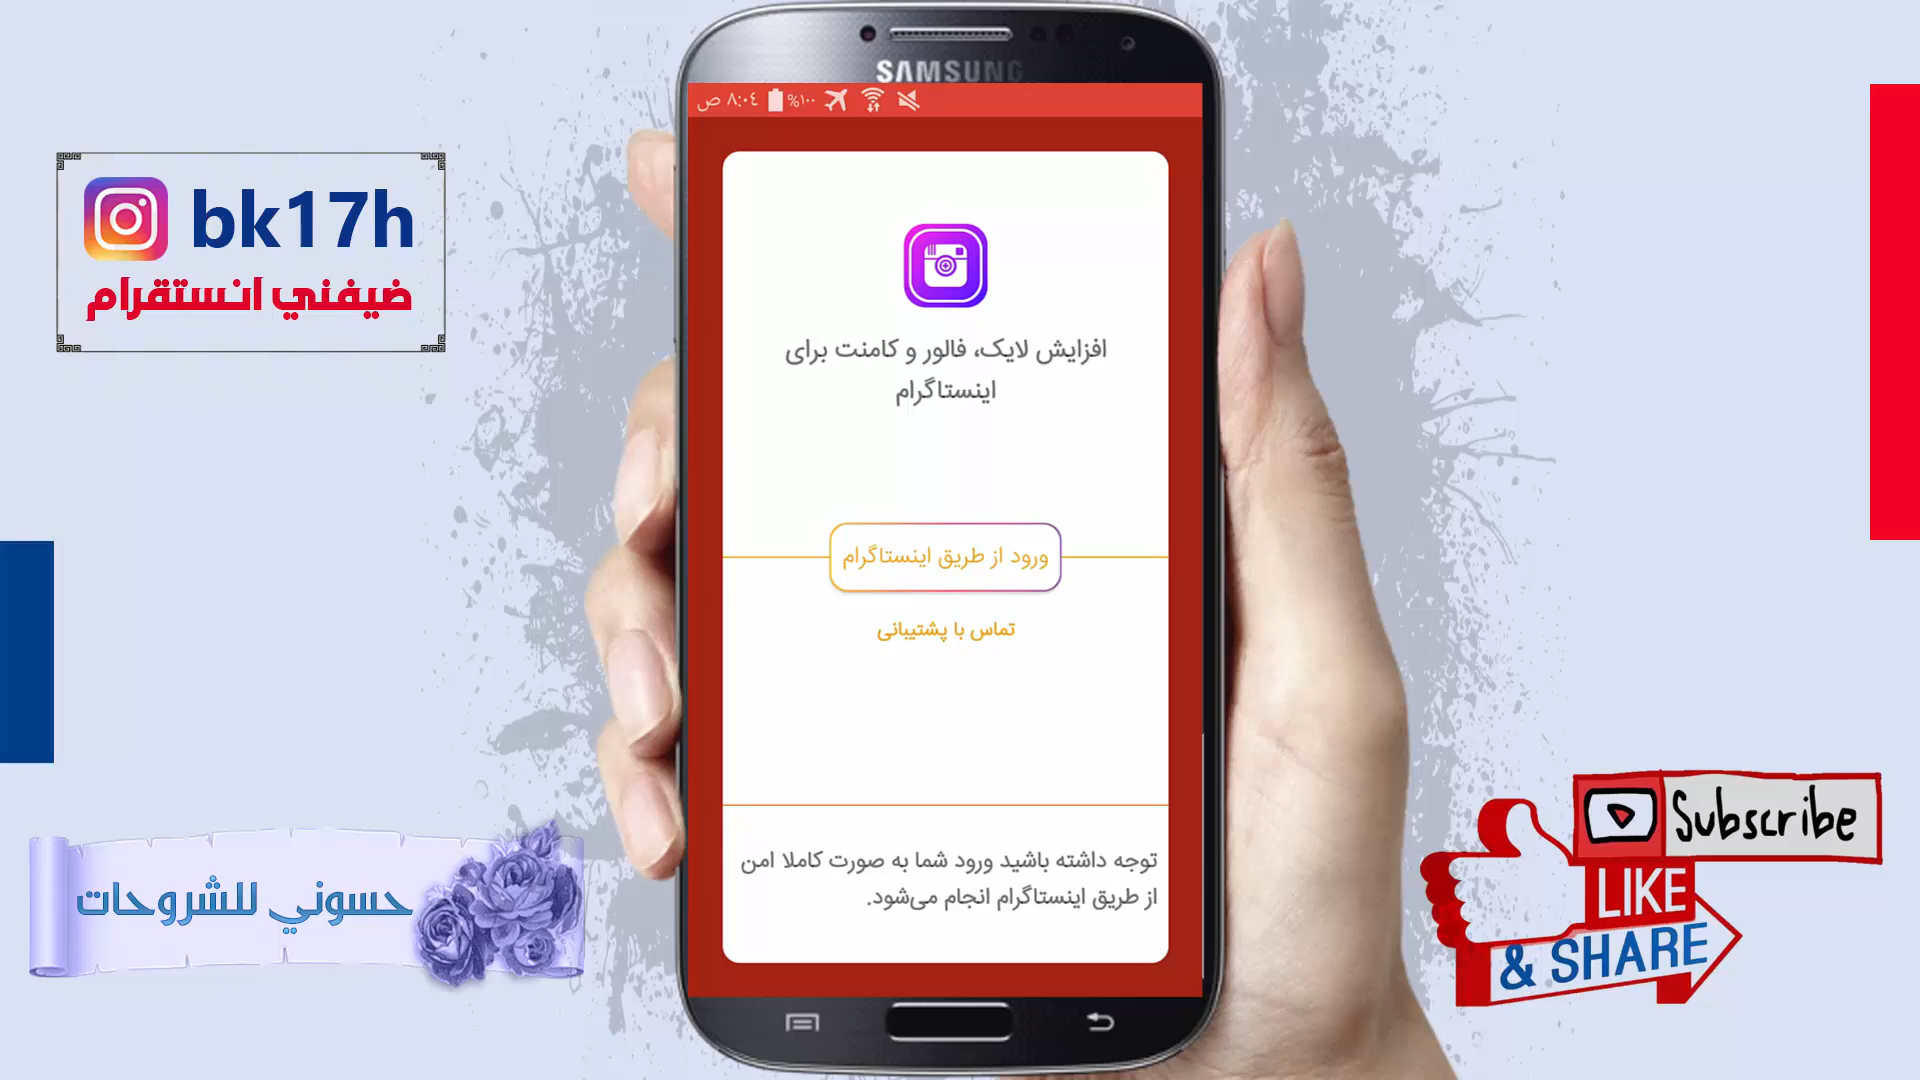 SAMSUNG
٨:٠٤ ص
%١٠٠
bk17h
ضيفني انستقرام
افزایش لایک، فالور و کامنت برای
اینستاگرام
ورود از طریق اینستاگرام
تماس با پشتیبانی
توجه داشته باشید ورود شما به صورت کاملا امن
از طریق اینستاگرام انجام می‌شود.
حسوني للشروحات
Subscribe
LIKE
& SHARE